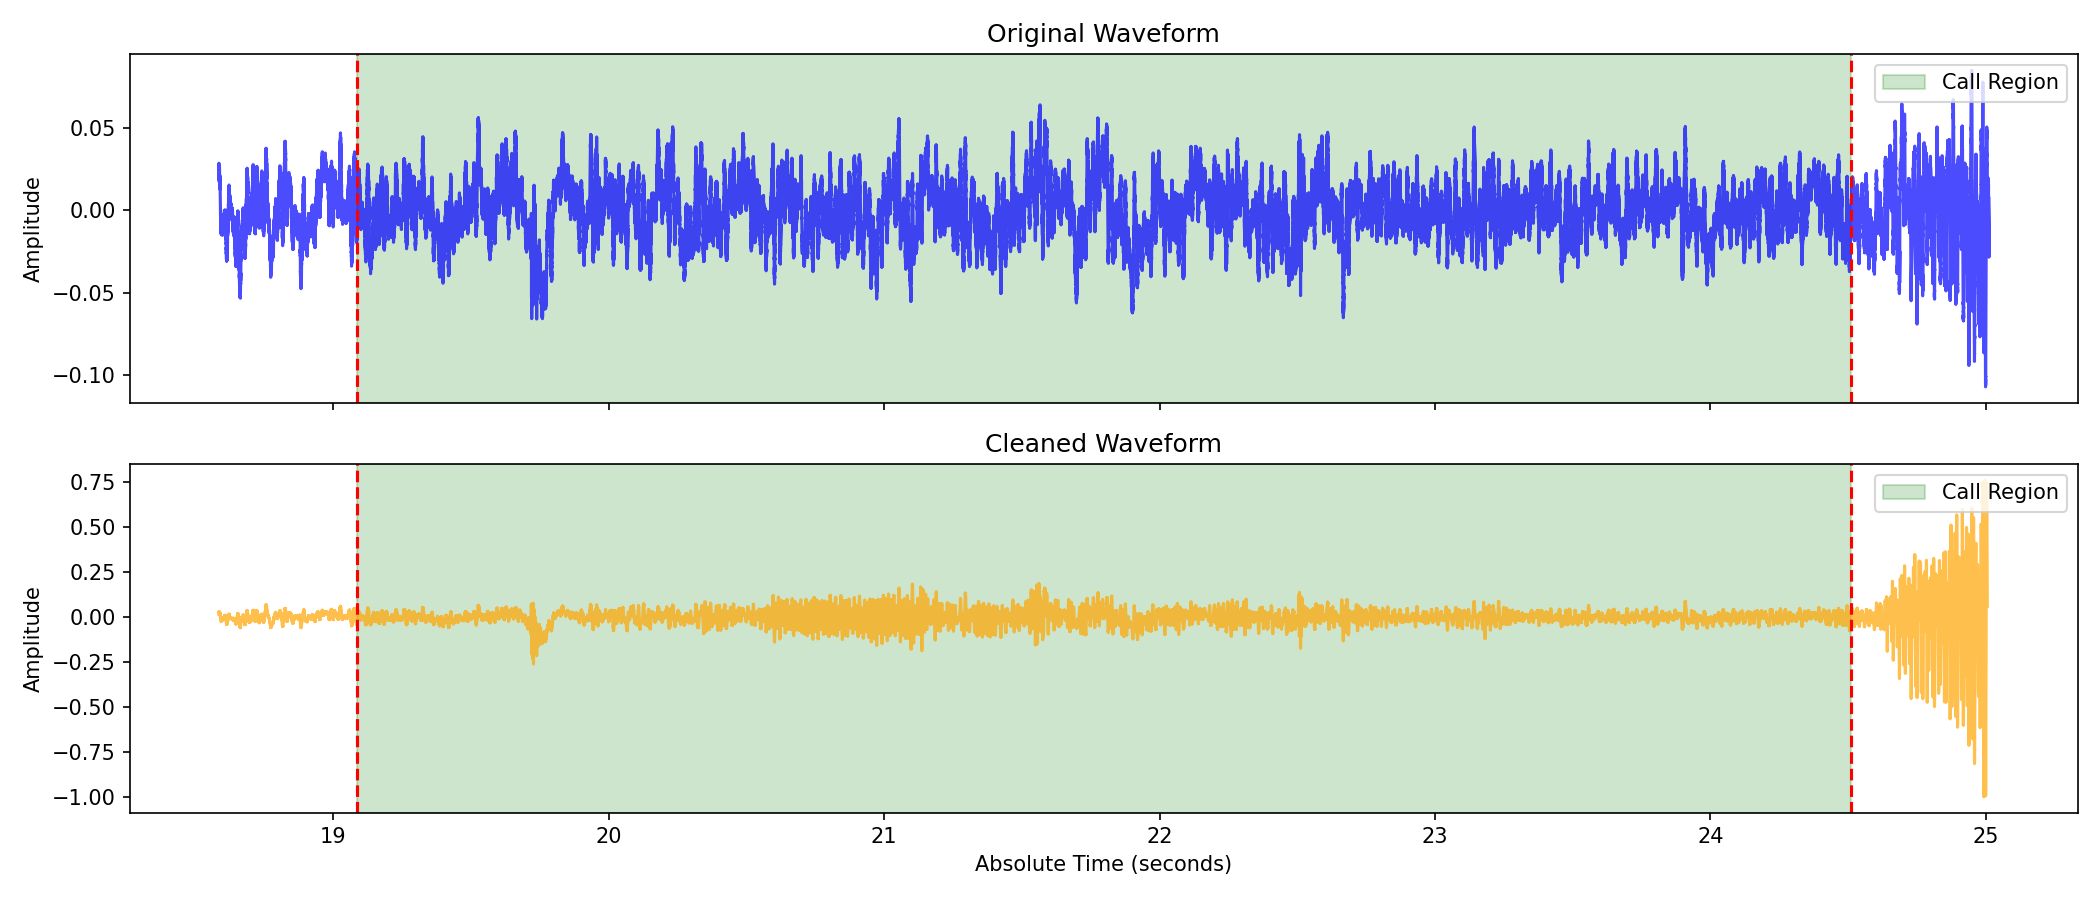 Original Waveform
Call Region
Amplitude
0.05
0.00
−0.05
−0.10
Cleaned Waveform
Call Region
Amplitude
0.75
0.50
0.25
0.00
−0.25
−0.50
−0.75
−1.00
19 20 21 22 23 24 25
Absolute Time (seconds)